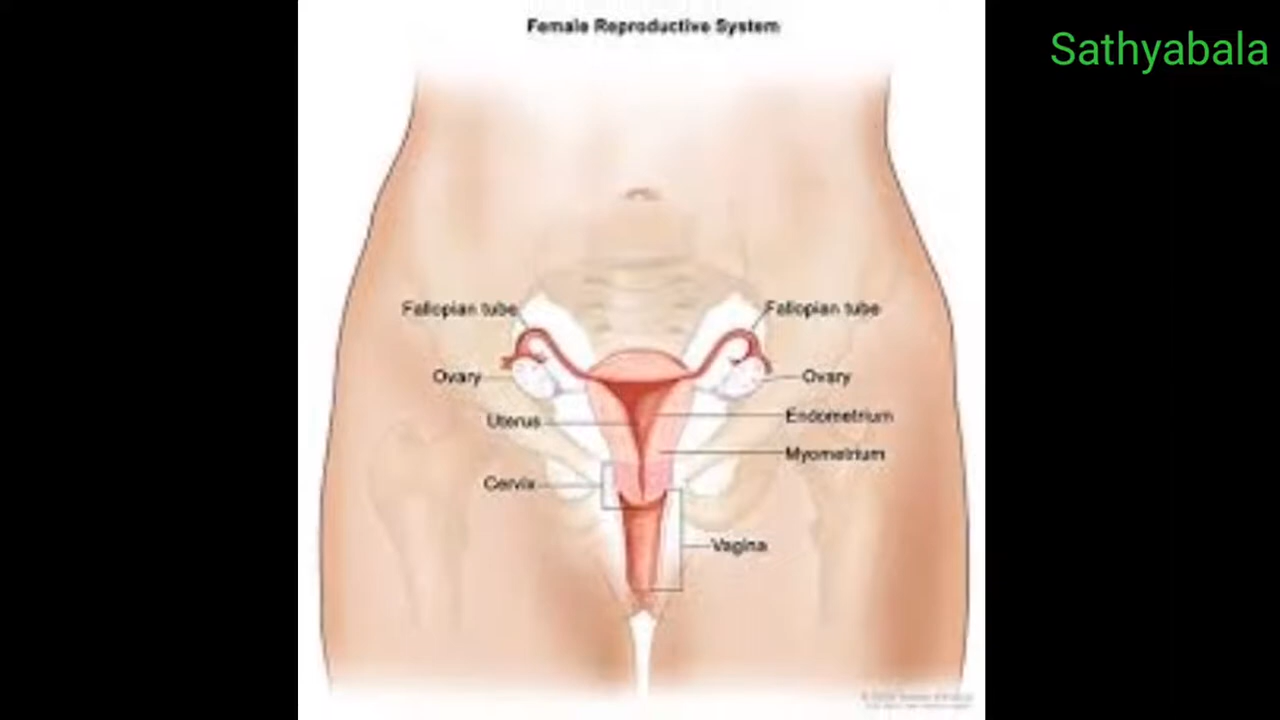 Female Reproductive System
Sathyabala
Fallopian tube
Fallopian tube
Ovary
Ovary
Uterus
Endometrium
Myometrium
Cervix
Vagina